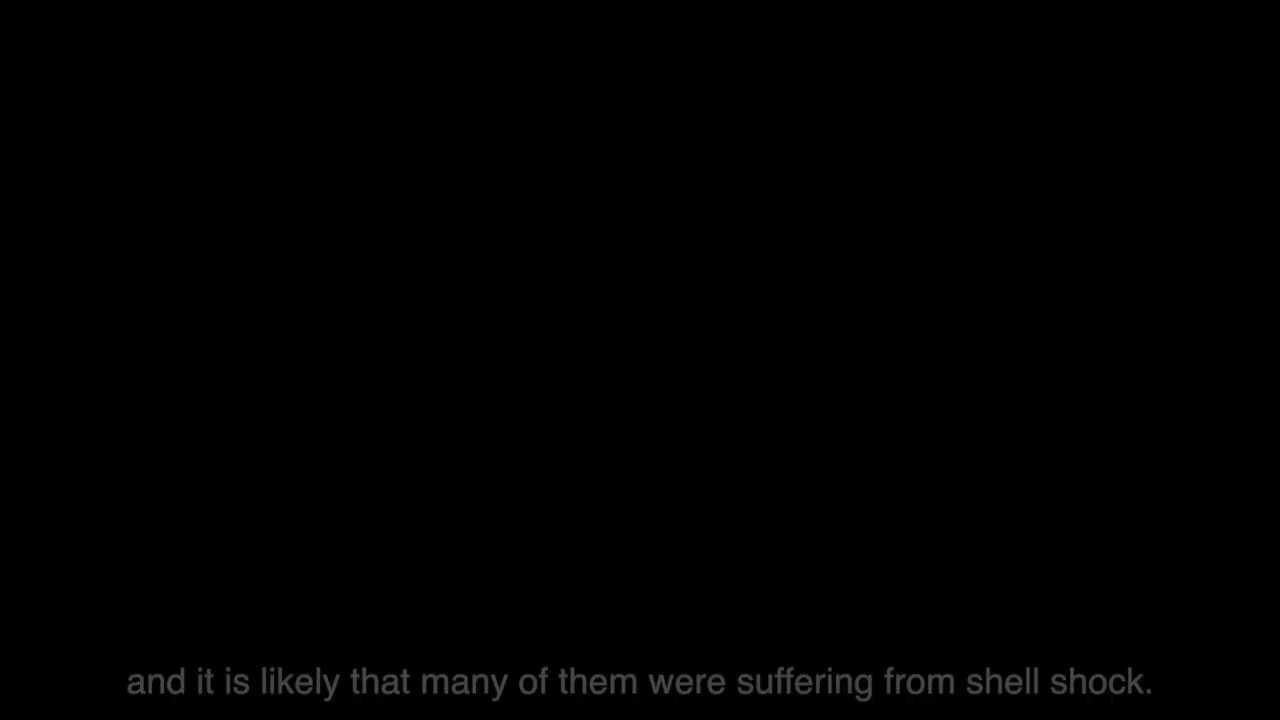 and it is likely that many of them were suffering from shell shock.